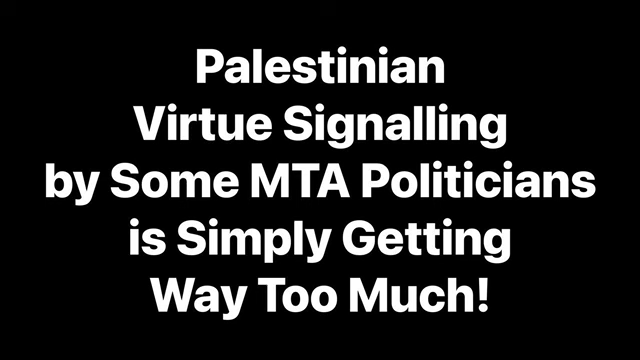 Palestinian
Virtue Signalling
by Some MTA Politicians
is Simply Getting
Way Too Much!